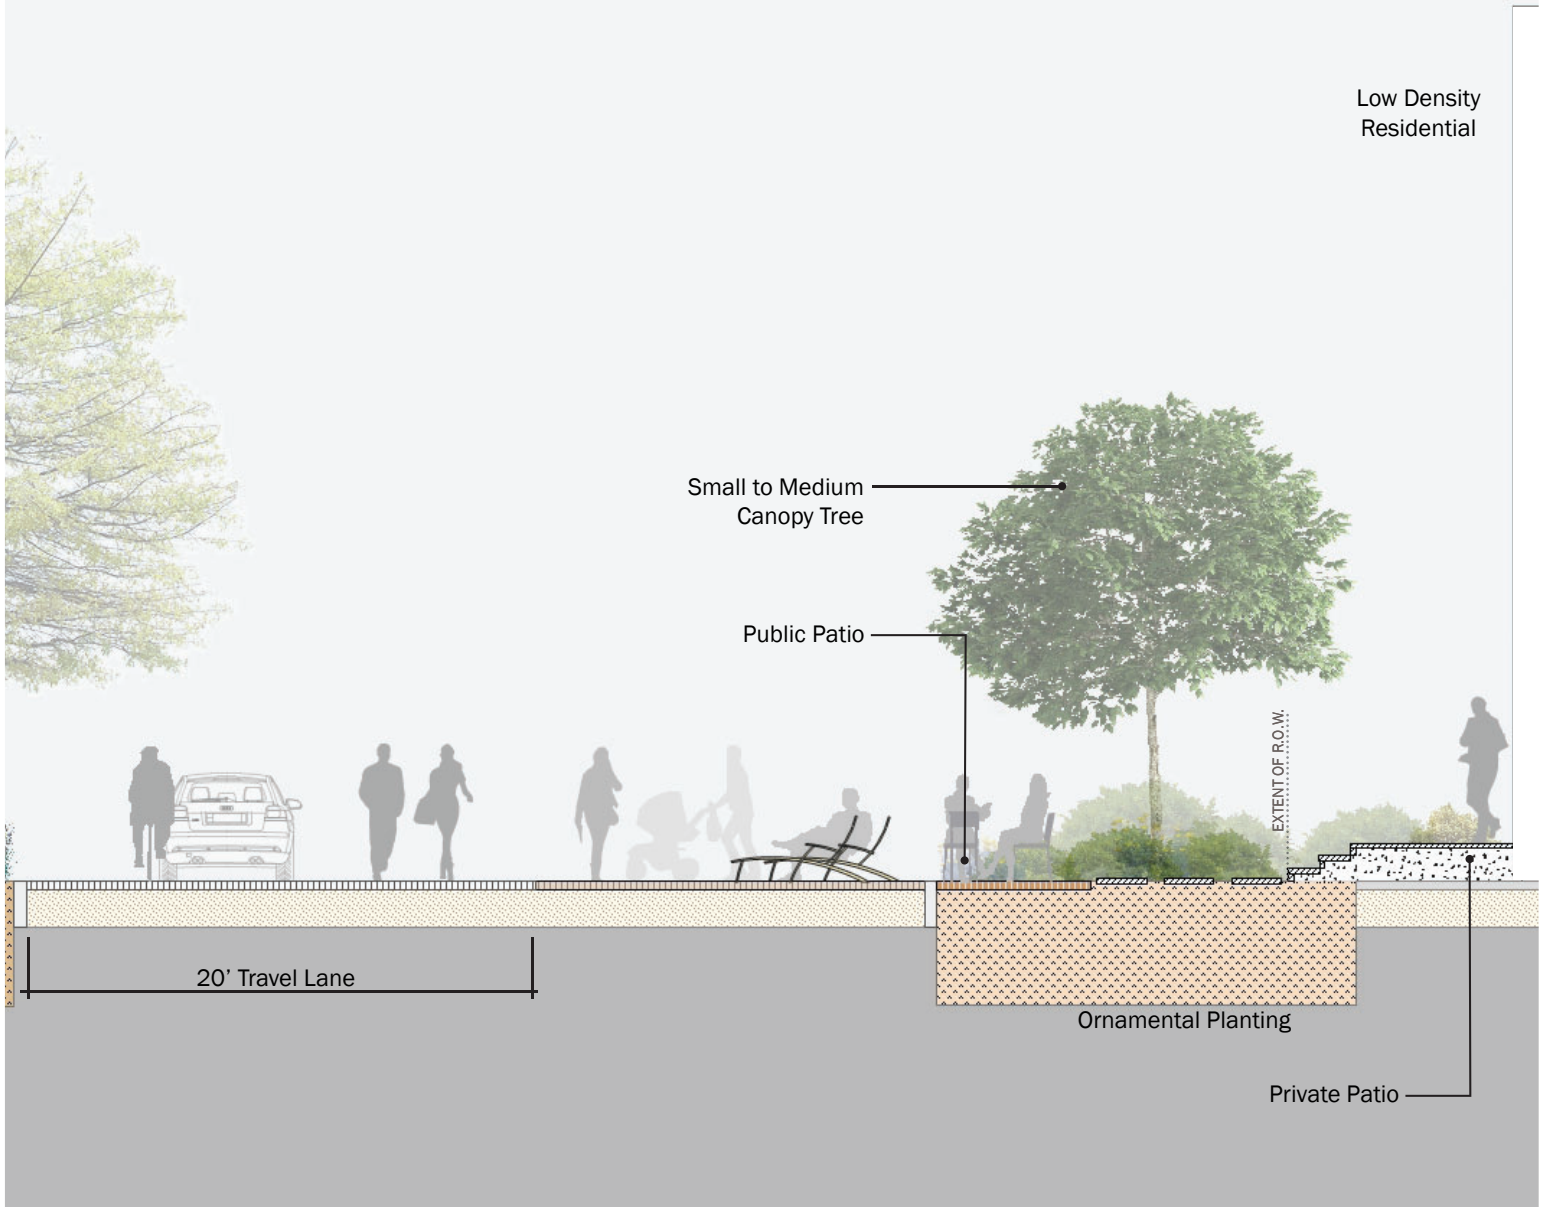 Low Density
Residential
Small to Medium
Canopy Tree
Public Patio
EXTENT OF R.O.W.
20’ Travel Lane
Ornamental Planting
Private Patio